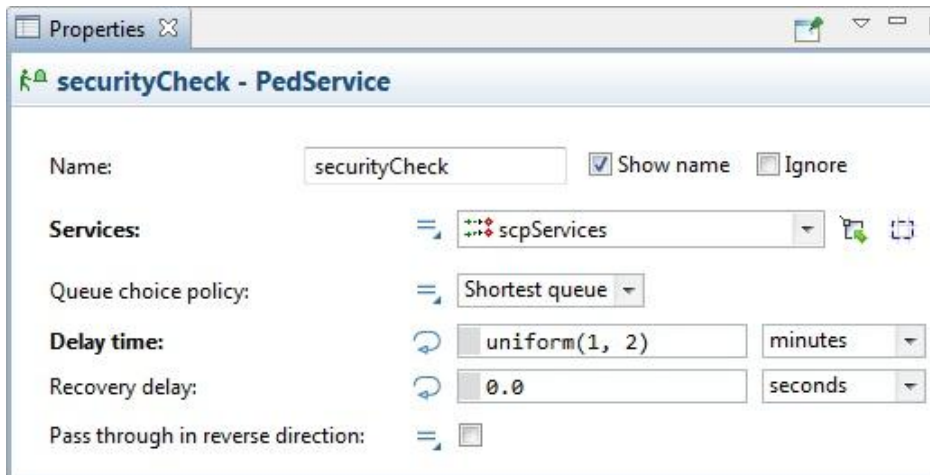 Properties
securityCheck - PedService
Name: securityCheck Show name Ignore
Services: scpServices
Queue choice policy: Shortest queue
Delay time: uniform(1, 2) minutes
Recovery delay: 0.0 seconds
Pass through in reverse direction: